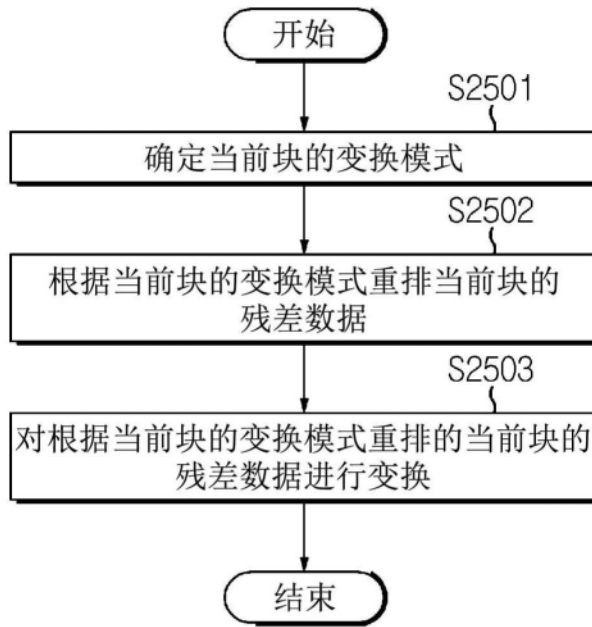 开始
S2501
确定当前块的变换模式
S2502
根据当前块的变换模式重排当前块的
残差数据
S2503
对根据当前块的变换模式重排的当前块的
残差数据进行变换
结束